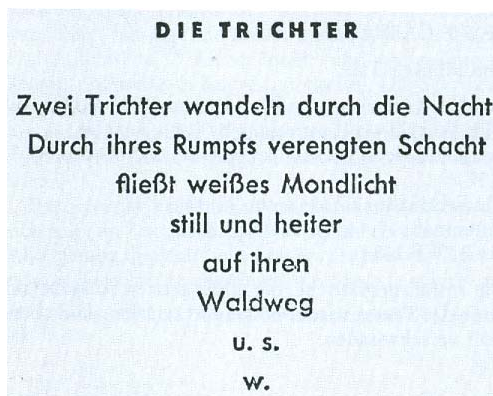 DIE TRICHTER
Zwei Trichter wandeln durch die Nacht
Durch ihres Rumpfs verengten Schacht
fließt weißes Mondlicht
still und heiter
auf ihren
Waldweg
u. s.
w.